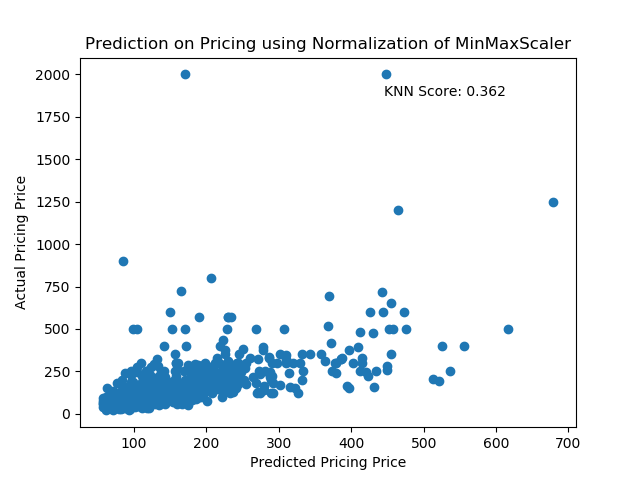 Prediction on Pricing using Normalization of MinMaxScaler
2000
KNN Score: 0.362
1750
1500
1250
1000
750
500
250
0
Actual Pricing Price
100 200 300 400 500 600 700
Predicted Pricing Price